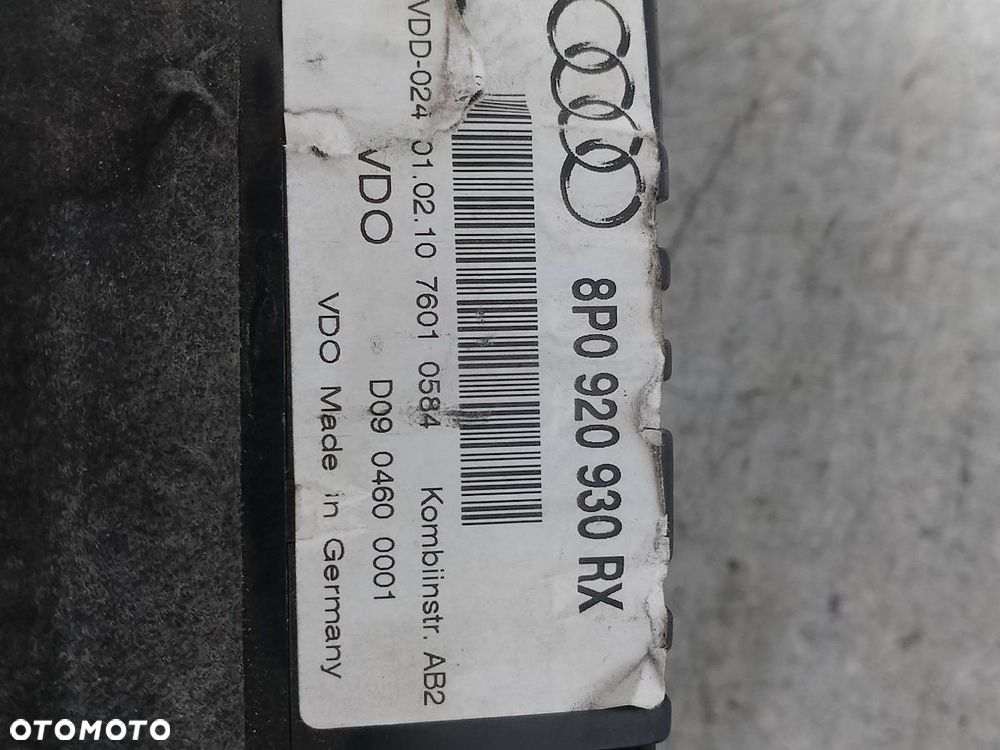 8P0 920 930 RX
VDD-024 01.02.10 7601 0584 Kombiinstr. AB2
VDO D09 0460 0001
VDO Made in Germany
OTOMOTO